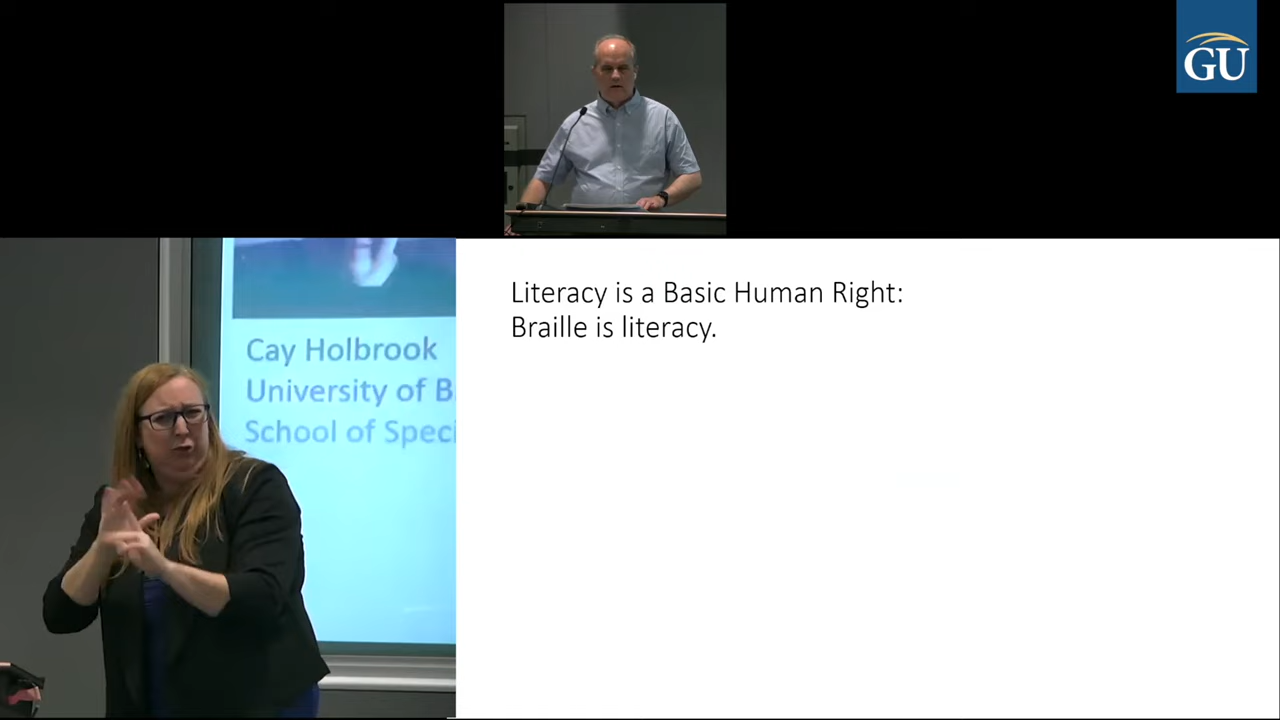 GU
Literacy is a Basic Human Right:
Braille is literacy.
Cay Holbrook
University of B
School of Speci